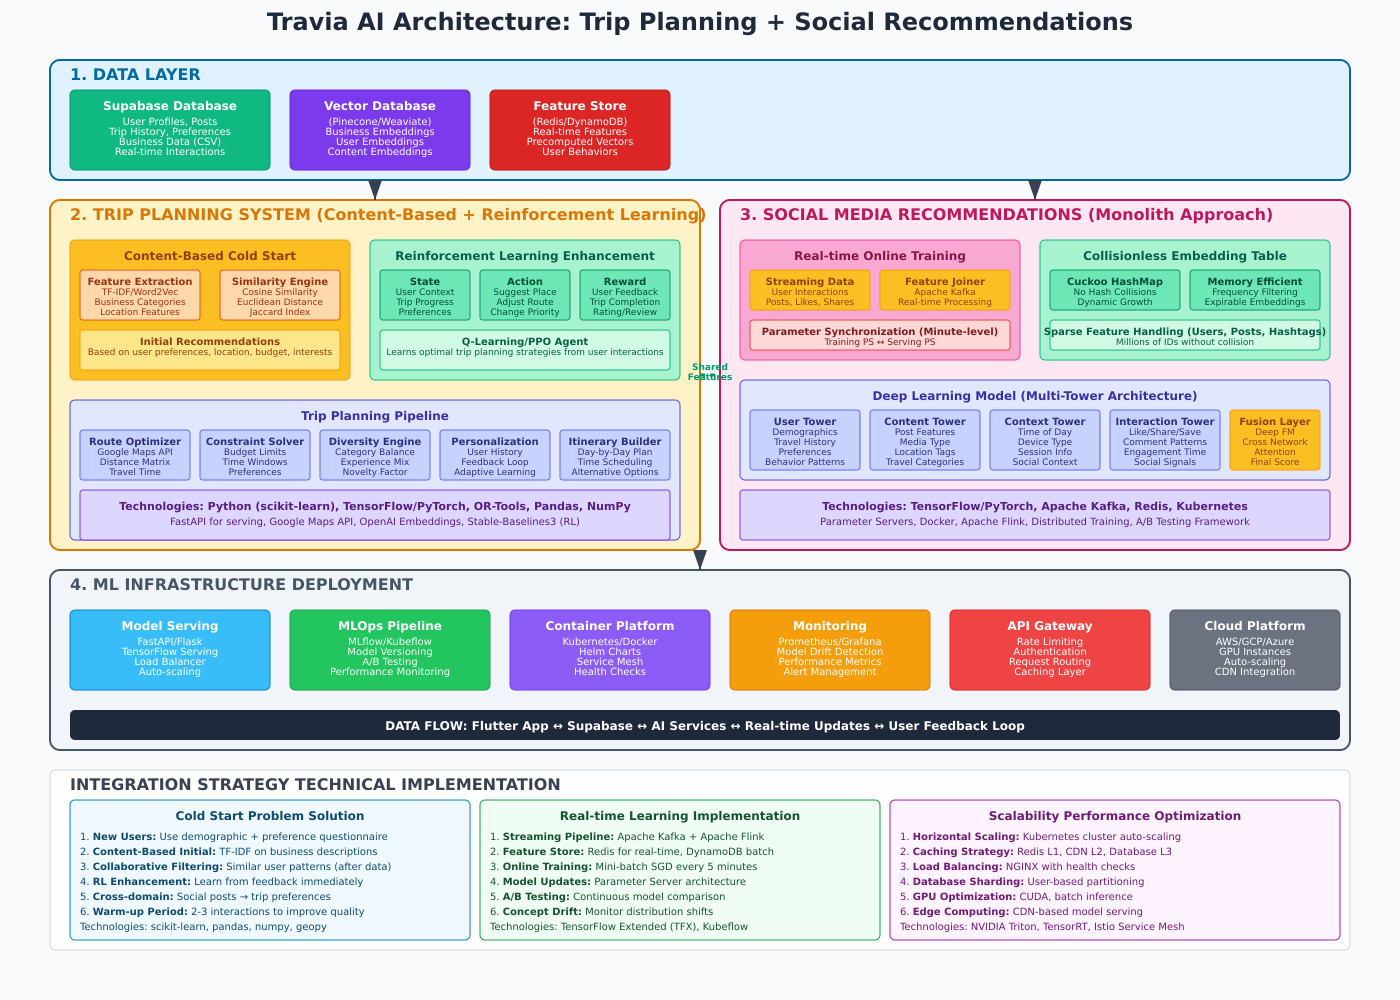 Travia AI Architecture: Trip Planning + Social Recommendations
1. DATA LAYER
Supabase Database
User Profiles, Posts
Trip History, Preferences
Business Data (CSV)
Real-time Interactions
Vector Database
(Pinecone/Weaviate)
Business Embeddings
User Embeddings
Content Embeddings
Feature Store
(Redis/DynamoDB)
Real-time Features
Precomputed Vectors
User Behaviors
2. TRIP PLANNING SYSTEM (Content-Based + Reinforcement Learning)
Content-Based Cold Start
Feature Extraction
TF-IDF/Word2Vec
Business Categories
Location Features
Similarity Engine
Cosine Similarity
Euclidean Distance
Jaccard Index
Initial Recommendations
Based on user preferences, location, budget, interests
Reinforcement Learning Enhancement
State
User Context
Trip Progress
Preferences
Action
Suggest Place
Adjust Route
Change Priority
Reward
User Feedback
Trip Completion
Rating/Review
Q-Learning/PPO Agent
Learns optimal trip planning strategies from user interactions
Shared
Features
Trip Planning Pipeline
Route Optimizer
Google Maps API
Distance Matrix
Travel Time
Constraint Solver
Budget Limits
Time Windows
Preferences
Diversity Engine
Category Balance
Experience Mix
Novelty Factor
Personalization
User History
Feedback Loop
Adaptive Learning
Itinerary Builder
Day-by-Day Plan
Time Scheduling
Alternative Options
Technologies: Python (scikit-learn), TensorFlow/PyTorch, OR-Tools, Pandas, NumPy
FastAPI for serving, Google Maps API, OpenAI Embeddings, Stable-Baselines3 (RL)
3. SOCIAL MEDIA RECOMMENDATIONS (Monolith Approach)
Real-time Online Training
Streaming Data
User Interactions
Posts, Likes, Shares
Feature Joiner
Apache Kafka
Real-time Processing
Parameter Synchronization (Minute-level)
Training PS ↔ Serving PS
Collisionless Embedding Table
Cuckoo HashMap
No Hash Collisions
Dynamic Growth
Memory Efficient
Frequency Filtering
Expirable Embeddings
Sparse Feature Handling (Users, Posts, Hashtags)
Millions of IDs without collision
Deep Learning Model (Multi-Tower Architecture)
User Tower
Demographics
Travel History
Preferences
Behavior Patterns
Content Tower
Post Features
Media Type
Location Tags
Travel Categories
Context Tower
Time of Day
Device Type
Session Info
Social Context
Interaction Tower
Like/Share/Save
Comment Patterns
Engagement Time
Social Signals
Fusion Layer
Deep FM
Cross Network
Attention
Final Score
Technologies: TensorFlow/PyTorch, Apache Kafka, Redis, Kubernetes
Parameter Servers, Docker, Apache Flink, Distributed Training, A/B Testing Framework
4. ML INFRASTRUCTURE DEPLOYMENT
Model Serving
FastAPI/Flask
TensorFlow Serving
Load Balancer
Auto-scaling
MLOps Pipeline
MLflow/Kubeflow
Model Versioning
A/B Testing
Performance Monitoring
Container Platform
Kubernetes/Docker
Helm Charts
Service Mesh
Health Checks
Monitoring
Prometheus/Grafana
Model Drift Detection
Performance Metrics
Alert Management
API Gateway
Rate Limiting
Authentication
Request Routing
Caching Layer
Cloud Platform
AWS/GCP/Azure
GPU Instances
Auto-scaling
CDN Integration
DATA FLOW: Flutter App ↔ Supabase ↔ AI Services ↔ Real-time Updates ↔ User Feedback Loop
INTEGRATION STRATEGY TECHNICAL IMPLEMENTATION
Cold Start Problem Solution
1. New Users: Use demographic + preference questionnaire
2. Content-Based Initial: TF-IDF on business descriptions
3. Collaborative Filtering: Similar user patterns (after data)
4. RL Enhancement: Learn from feedback immediately
5. Cross-domain: Social posts → trip preferences
6. Warm-up Period: 2-3 interactions to improve quality
Technologies: scikit-learn, pandas, numpy, geopy
Real-time Learning Implementation
1. Streaming Pipeline: Apache Kafka + Apache Flink
2. Feature Store: Redis for real-time, DynamoDB batch
3. Online Training: Mini-batch SGD every 5 minutes
4. Model Updates: Parameter Server architecture
5. A/B Testing: Continuous model comparison
6. Concept Drift: Monitor distribution shifts
Technologies: TensorFlow Extended (TFX), Kubeflow
Scalability Performance Optimization
1. Horizontal Scaling: Kubernetes cluster auto-scaling
2. Caching Strategy: Redis L1, CDN L2, Database L3
3. Load Balancing: NGINX with health checks
4. Database Sharding: User-based partitioning
5. GPU Optimization: CUDA, batch inference
6. Edge Computing: CDN-based model serving
Technologies: NVIDIA Triton, TensorRT, Istio Service Mesh